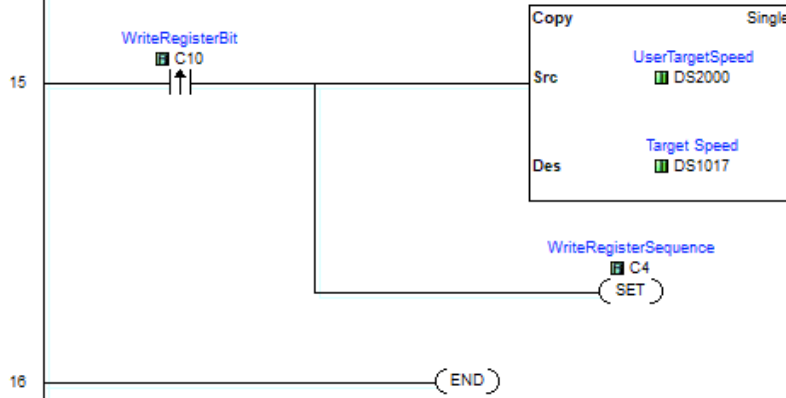 Copy Single
WriteRegisterBit
C10
UserTargetSpeed
15
Src
DS2000
Target Speed
Des
DS1017
WriteRegisterSequence
C4
SET
16
END